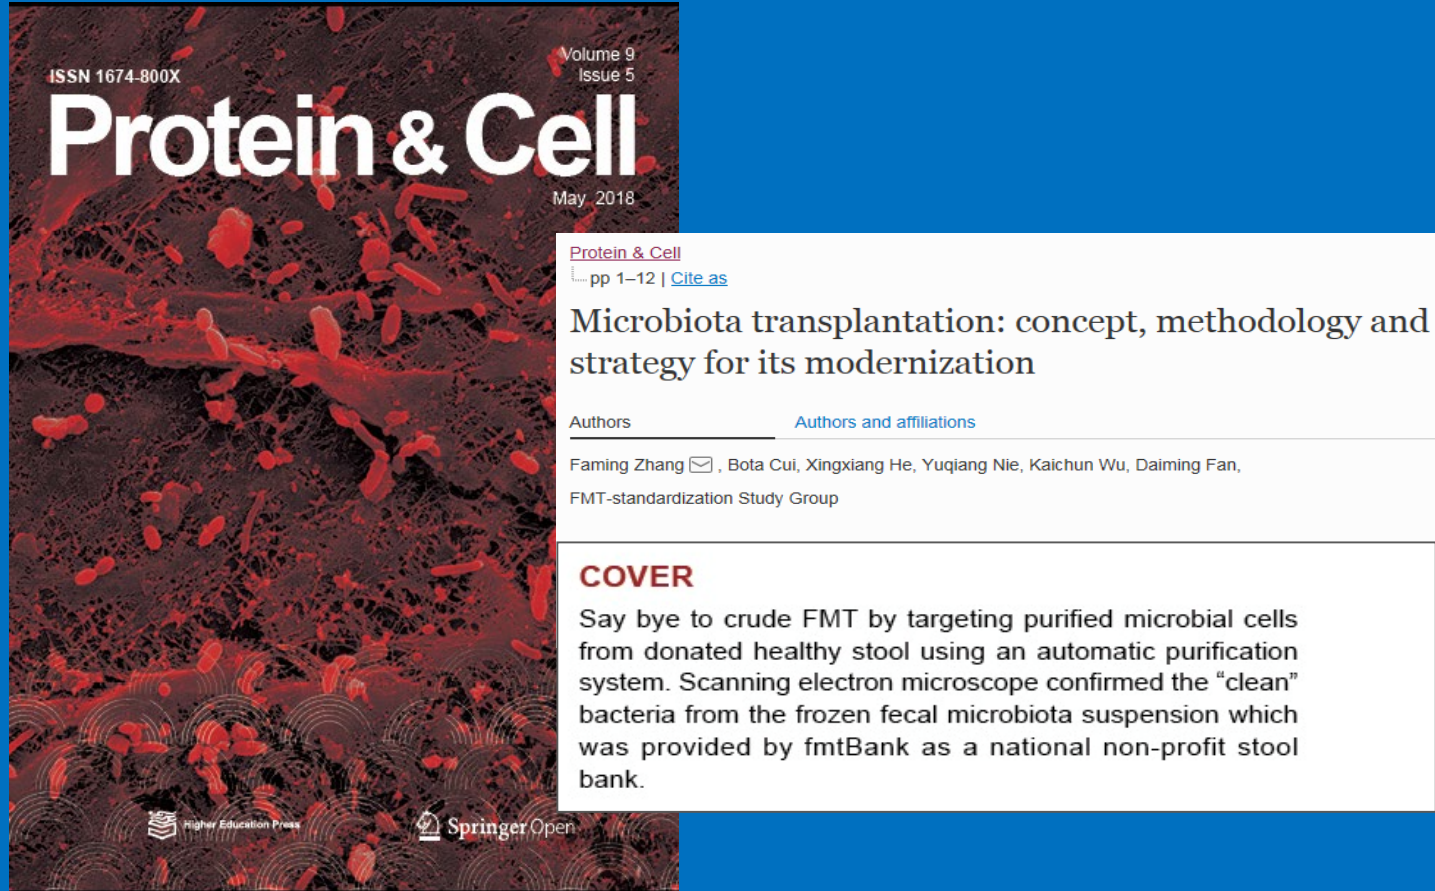 Volume 9
Issue 5
ISSN 1674-800X
Protein & Cell
May 2018
Higher Education Press
Springer Open
Protein & Cell
pp 1–12 | Cite as
Microbiota transplantation: concept, methodology and
strategy for its modernization
Authors Authors and affiliations
Faming Zhang , Bota Cui, Xingxiang He, Yuqiang Nie, Kaichun Wu, Daiming Fan,
FMT-standardization Study Group
COVER
Say bye to crude FMT by targeting purified microbial cells
from donated healthy stool using an automatic purification
system. Scanning electron microscope confirmed the “clean”
bacteria from the frozen fecal microbiota suspension which
was provided by fmtBank as a national non-profit stool
bank.